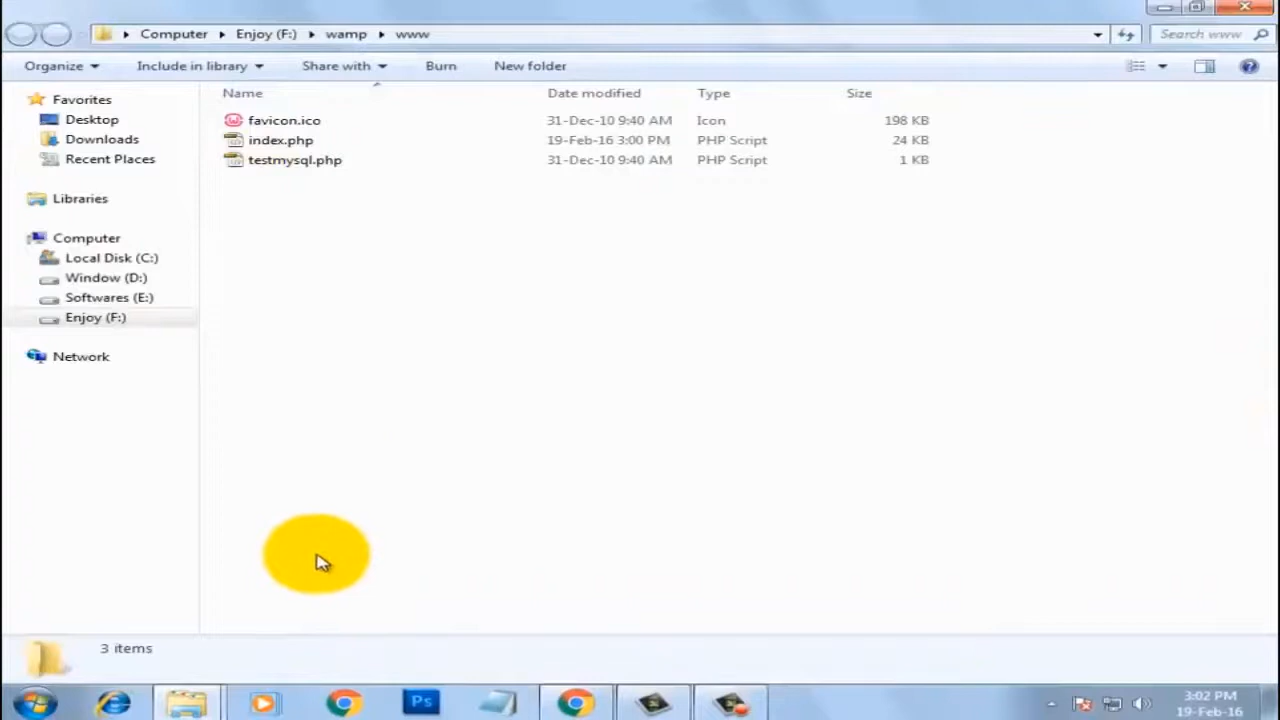 Computer Enjoy (F:) wamp www Search www
Organize Include in library Share with Burn New folder
Name Date modified Type Size
favicon.ico 31-Dec-10 9:40 AM Icon 198 KB
index.php 19-Feb-16 3:00 PM PHP Script 24 KB
testmysql.php 31-Dec-10 9:40 AM PHP Script 1 KB
Favorites
Desktop
Downloads
Recent Places
Libraries
Computer
Local Disk (C:)
Window (D:)
Softwares (E:)
Enjoy (F:)
Network
3 items
Ps
3:02 PM
19-Feb-16